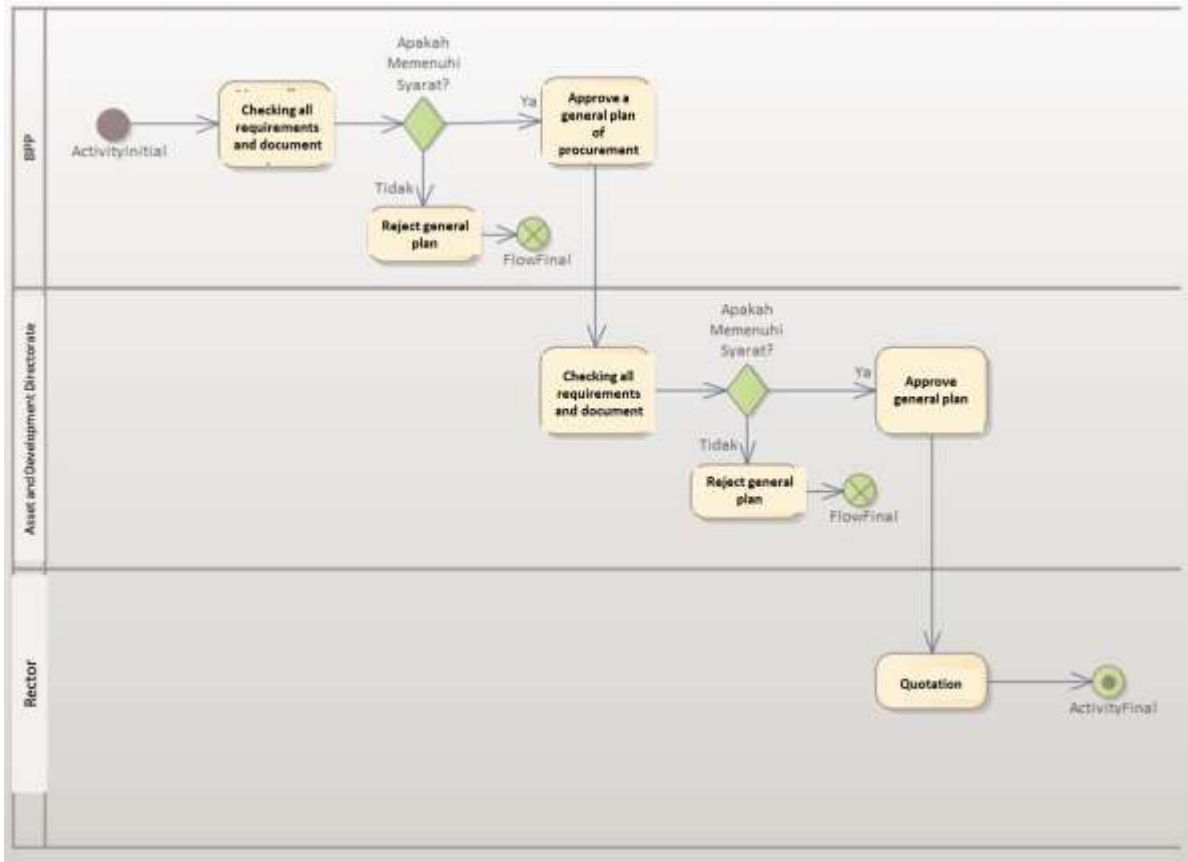 BPP
Apakah
Memenuhi
Syarat?
Checking all
requirements
and document
Ya
Approve a
general plan
of
procurement
ActivityInitial
Tidak
Reject general
plan
FlowFinal
Asset and Development Directorate
Apakah
Memenuhi
Syarat?
Checking all
requirements
and document
Ya
Approve
general plan
Tidak
Reject general
plan
FlowFinal
Rector
Quotation
ActivityFinal